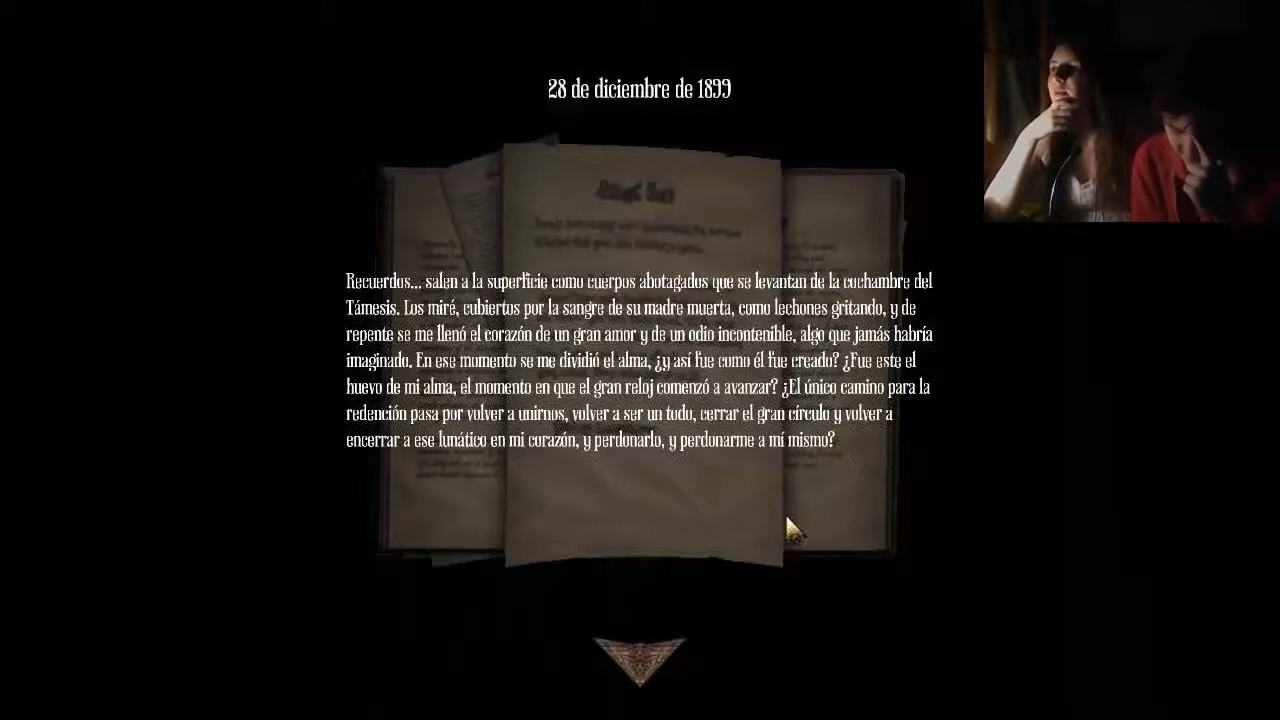 28 de diciembre de 1899
Recuerdos... salen a la superficie como cuerpos abotagados que se levantan de la cochambre del
Támesis. Los miré, cubiertos por la sangre de su madre muerta, como lechones gritando, y de
repente se me llenó el corazón de un gran amor y de un odio incontenible, algo que jamás habría
imaginado. En ese momento se me dividió el alma, ¿y así fue como él fue creado? ¿Fue este el
huevo de mi alma, el momento en que el gran reloj comenzó a avanzar? ¿El único camino para la
redención pasa por volver a unirnos, volver a ser un todo, cerrar el gran círculo y volver a
encerrar a ese lunático en mi corazón, y perdonarlo, y perdonarme a mí mismo?